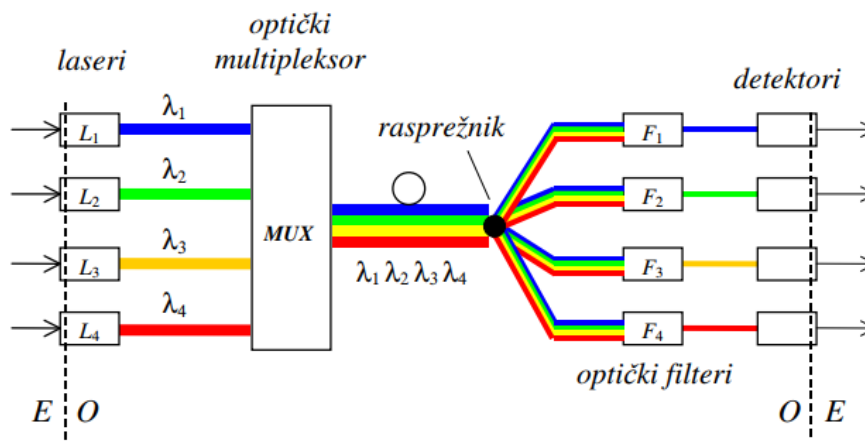 optički
multipleksor
laseri
detektori
λ1
λ2
λ3
λ4
L1
L2
L3
L4
MUX
rasprežnik
λ1 λ2 λ3 λ4
F1
F2
F3
F4
optički filteri
E
O
O
E